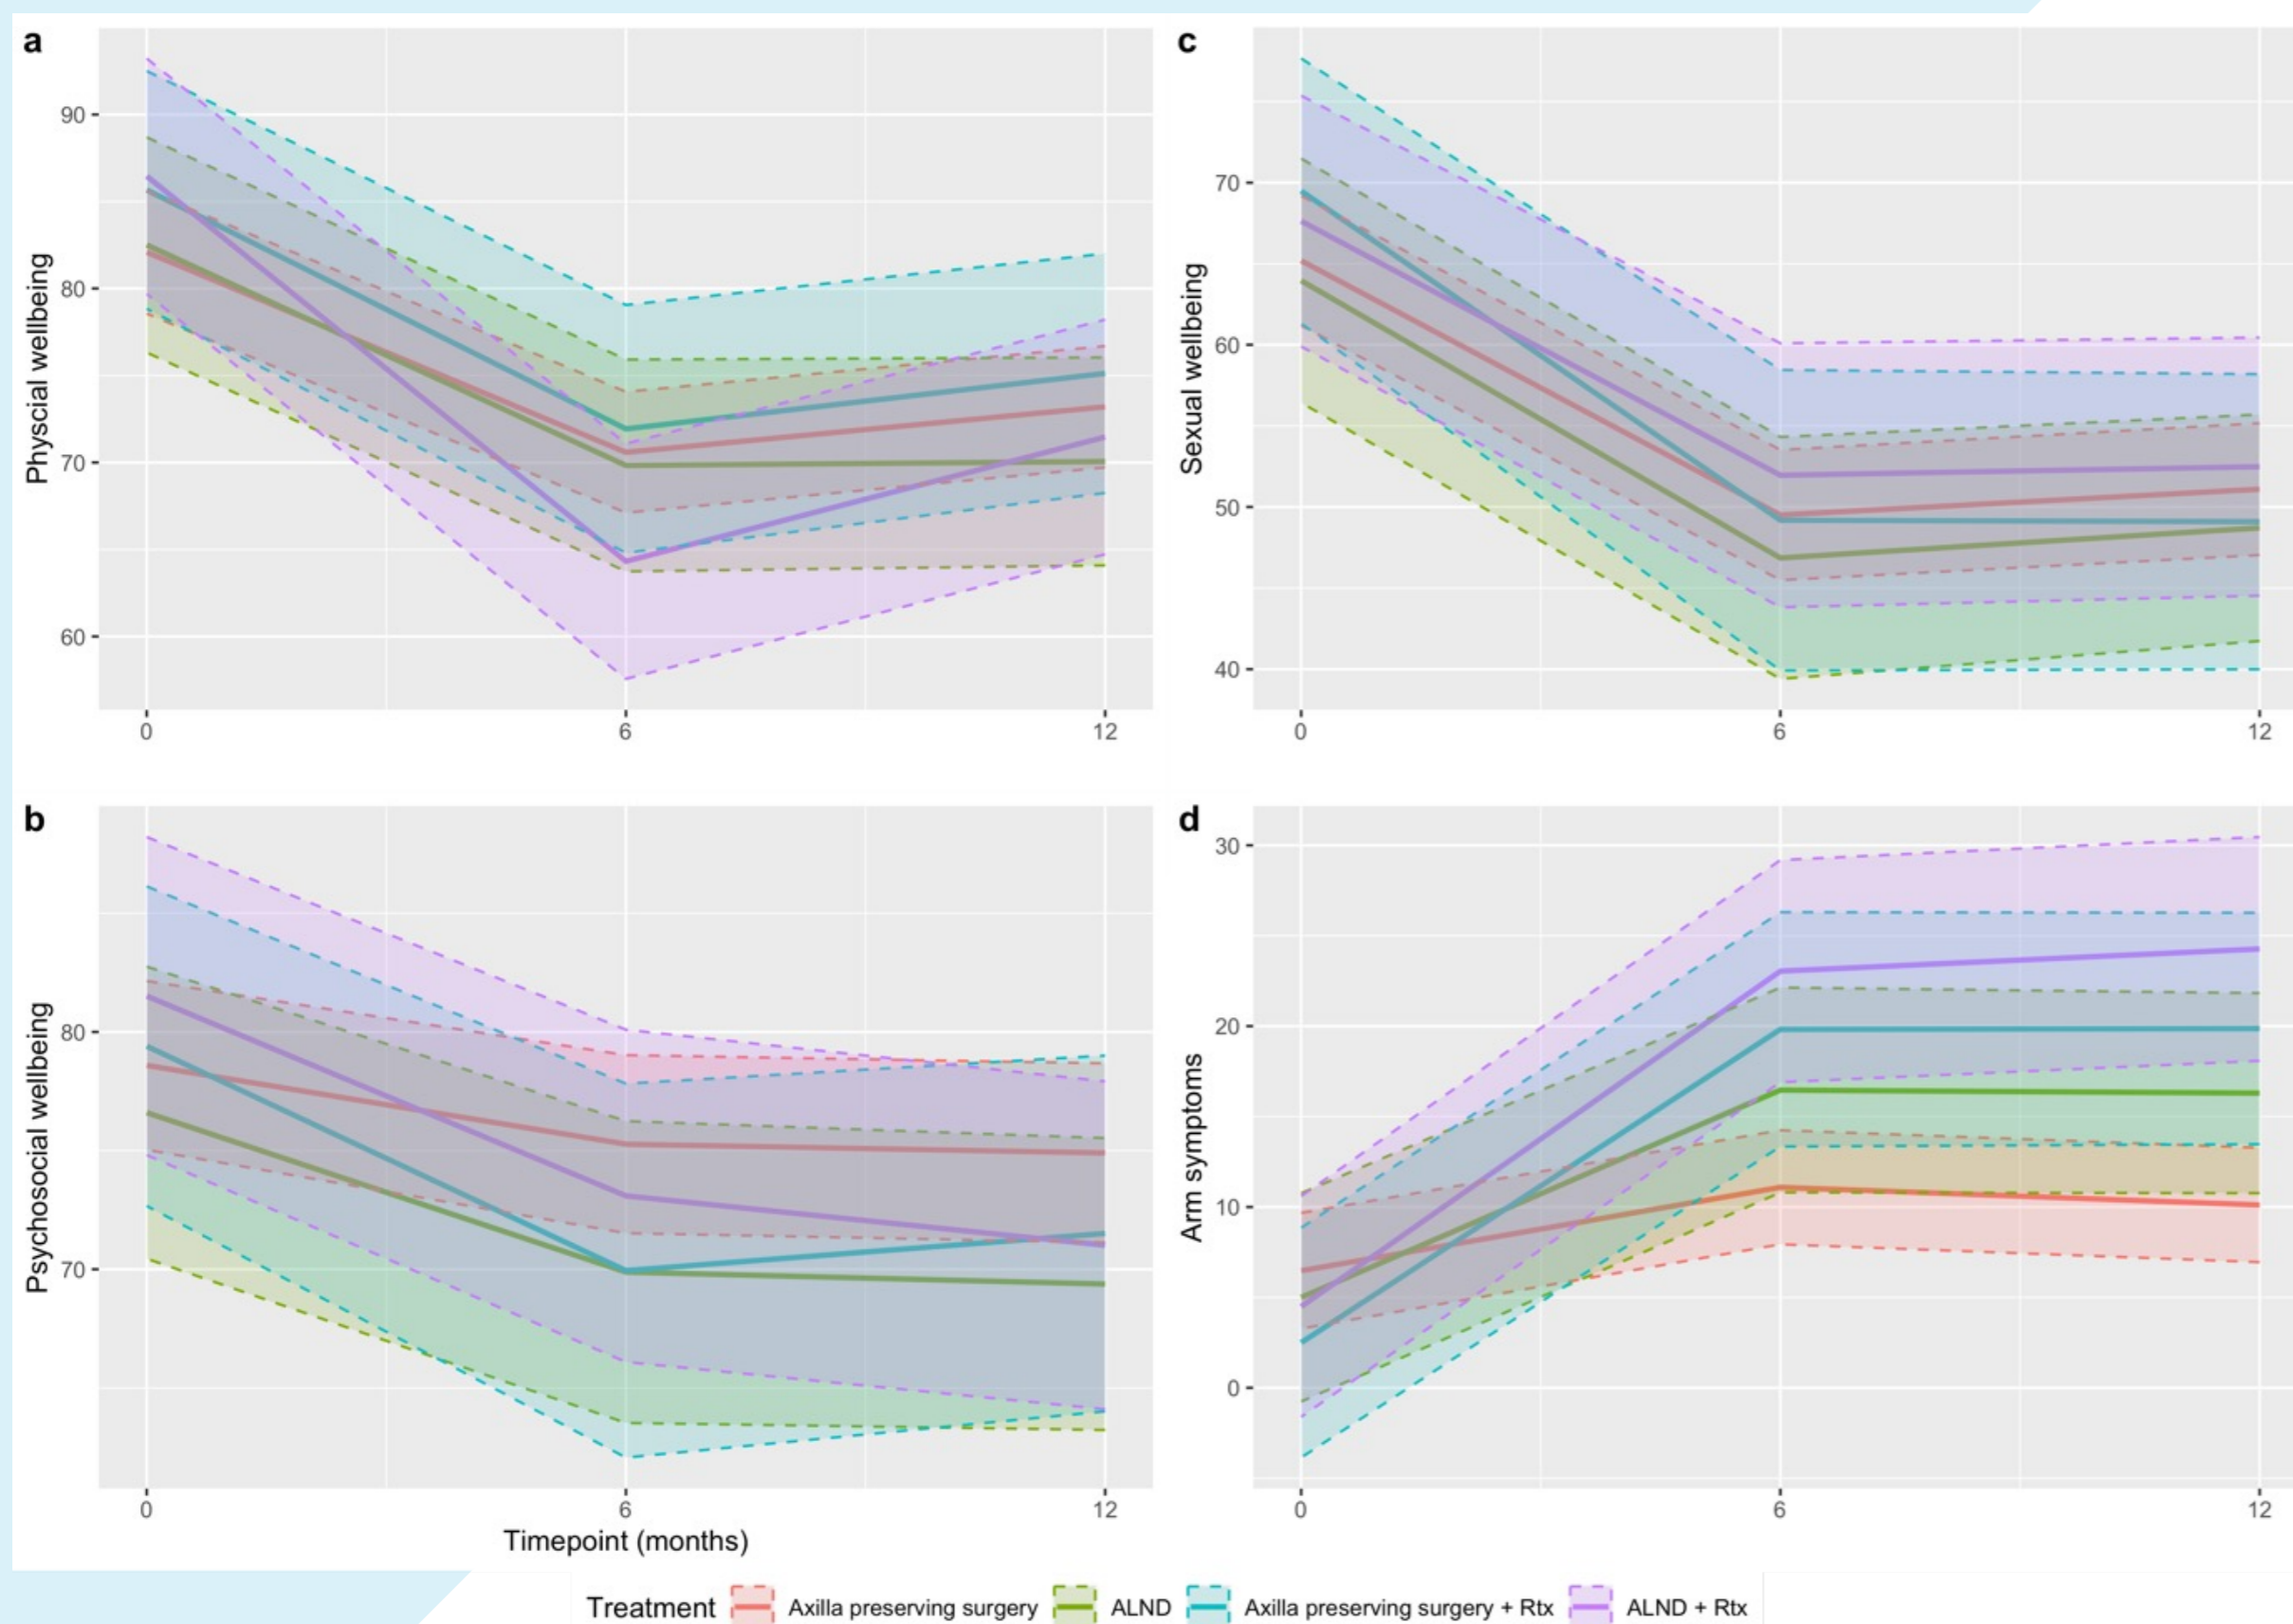 a
Physcial wellbeing
90
80
70
60
0 6 12
c
Sexual wellbeing
70
60
50
40
0 6 12
b
Psychosocial wellbeing
80
70
0 6 12
Timepoint (months)
d
Arm symptoms
30
20
10
0
0 6 12
Treatment Axilla preserving surgery ALND Axilla preserving surgery + Rtx ALND + Rtx